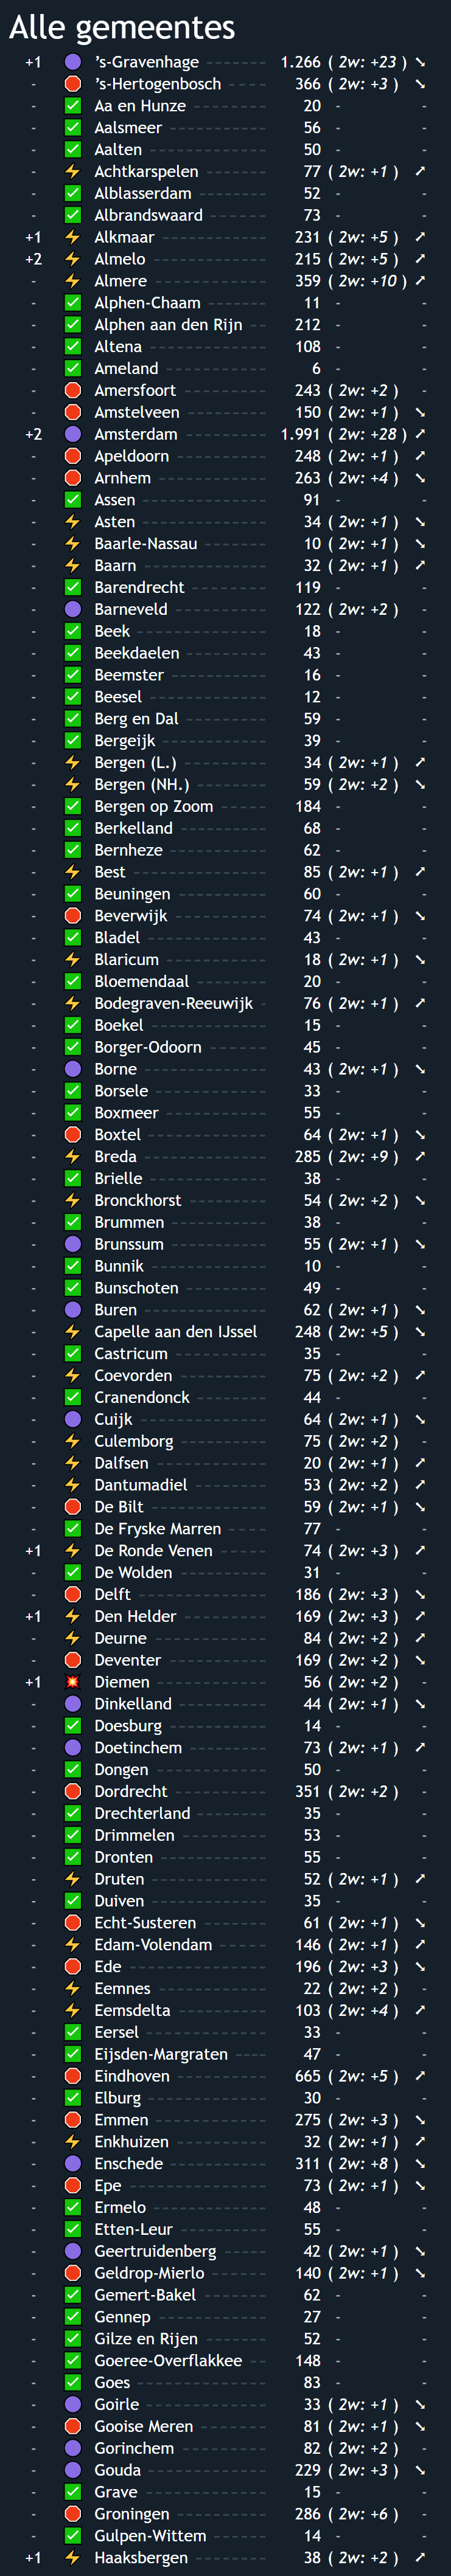 Alle gemeentes
+1 ’s-Gravenhage 1.266 ( 2w: +23 ) ➘
- ’s-Hertogenbosch 366 ( 2w: +3 ) ➘
- Aa en Hunze 20 - -
- Aalsmeer 56 - -
- Aalten 50 - -
- Achtkarspelen 77 ( 2w: +1 ) ➚
- Alblasserdam 52 - -
- Albrandswaard 73 - -
+1 Alkmaar 231 ( 2w: +5 ) ➚
+2 Almelo 215 ( 2w: +5 ) ➚
- Almere 359 ( 2w: +10 ) ➚
- Alphen-Chaam 11 - -
- Alphen aan den Rijn 212 - -
- Altena 108 - -
- Ameland 6 - -
- Amersfoort 243 ( 2w: +2 ) -
- Amstelveen 150 ( 2w: +1 ) ➘
+2 Amsterdam 1.991 ( 2w: +28 ) ➚
- Apeldoorn 248 ( 2w: +1 ) ➚
- Arnhem 263 ( 2w: +4 ) ➘
- Assen 91 - -
- Asten 34 ( 2w: +1 ) ➘
- Baarle-Nassau 10 ( 2w: +1 ) ➘
- Baarn 32 ( 2w: +1 ) ➚
- Barendrecht 119 - -
- Barneveld 122 ( 2w: +2 ) -
- Beek 18 - -
- Beekdaelen 43 - -
- Beemster 16 - -
- Beesel 12 - -
- Berg en Dal 59 - -
- Bergeijk 39 - -
- Bergen (L.) 34 ( 2w: +1 ) ➚
- Bergen (NH.) 59 ( 2w: +2 ) ➘
- Bergen op Zoom 184 - -
- Berkelland 68 - -
- Bernheze 62 - -
- Best 85 ( 2w: +1 ) ➚
- Beuningen 60 - -
- Beverwijk 74 ( 2w: +1 ) ➘
- Bladel 43 - -
- Blaricum 18 ( 2w: +1 ) ➘
- Bloemendaal 20 - -
- Bodegraven-Reeuwijk 76 ( 2w: +1 ) ➚
- Boekel 15 - -
- Borger-Odoorn 45 - -
- Borne 43 ( 2w: +1 ) ➘
- Borsele 33 - -
- Boxmeer 55 - -
- Boxtel 64 ( 2w: +1 ) ➘
- Breda 285 ( 2w: +9 ) ➚
- Brielle 38 - -
- Bronckhorst 54 ( 2w: +2 ) ➘
- Brummen 38 - -
- Brunssum 55 ( 2w: +1 ) ➘
- Bunnik 10 - -
- Bunschoten 49 - -
- Buren 62 ( 2w: +1 ) ➘
- Capelle aan den IJssel 248 ( 2w: +5 ) ➘
- Castricum 35 - -
- Coevorden 75 ( 2w: +2 ) ➚
- Cranendonck 44 - -
- Cuijk 64 ( 2w: +1 ) ➘
- Culemborg 75 ( 2w: +2 ) -
- Dalfsen 20 ( 2w: +1 ) ➚
- Dantumadiel 53 ( 2w: +2 ) ➚
- De Bilt 59 ( 2w: +1 ) ➘
- De Fryske Marren 77 - -
+1 De Ronde Venen 74 ( 2w: +3 ) ➚
- De Wolden 31 - -
- Delft 186 ( 2w: +3 ) ➘
+1 Den Helder 169 ( 2w: +3 ) ➚
- Deurne 84 ( 2w: +2 ) ➚
- Deventer 169 ( 2w: +2 ) ➘
+1 Diemen 56 ( 2w: +2 ) -
- Dinkelland 44 ( 2w: +1 ) ➘
- Doesburg 14 - -
- Doetinchem 73 ( 2w: +1 ) ➚
- Dongen 50 - -
- Dordrecht 351 ( 2w: +2 ) -
- Drechterland 35 - -
- Drimmelen 53 - -
- Dronten 55 - -
- Druten 52 ( 2w: +1 ) ➚
- Duiven 35 - -
- Echt-Susteren 61 ( 2w: +1 ) ➘
- Edam-Volendam 146 ( 2w: +1 ) ➚
- Ede 196 ( 2w: +3 ) ➘
- Eemnes 22 ( 2w: +2 ) -
- Eemsdelta 103 ( 2w: +4 ) ➚
- Eersel 33 - -
- Eijsden-Margraten 47 - -
- Eindhoven 665 ( 2w: +5 ) ➚
- Elburg 30 - -
- Emmen 275 ( 2w: +3 ) ➘
- Enkhuizen 32 ( 2w: +1 ) ➚
- Enschede 311 ( 2w: +8 ) ➘
- Epe 73 ( 2w: +1 ) ➘
- Ermelo 48 - -
- Etten-Leur 55 - -
- Geertruidenberg 42 ( 2w: +1 ) ➘
- Geldrop-Mierlo 140 ( 2w: +1 ) ➘
- Gemert-Bakel 62 - -
- Gennep 27 - -
- Gilze en Rijen 52 - -
- Goeree-Overflakkee 148 - -
- Goes 83 - -
- Goirle 33 ( 2w: +1 ) ➘
- Gooise Meren 81 ( 2w: +1 ) ➘
- Gorinchem 82 ( 2w: +2 ) -
- Gouda 229 ( 2w: +3 ) ➘
- Grave 15 - -
- Groningen 286 ( 2w: +6 ) -
- Gulpen-Wittem 14 - -
+1 Haaksbergen 38 ( 2w: +2 ) ➚